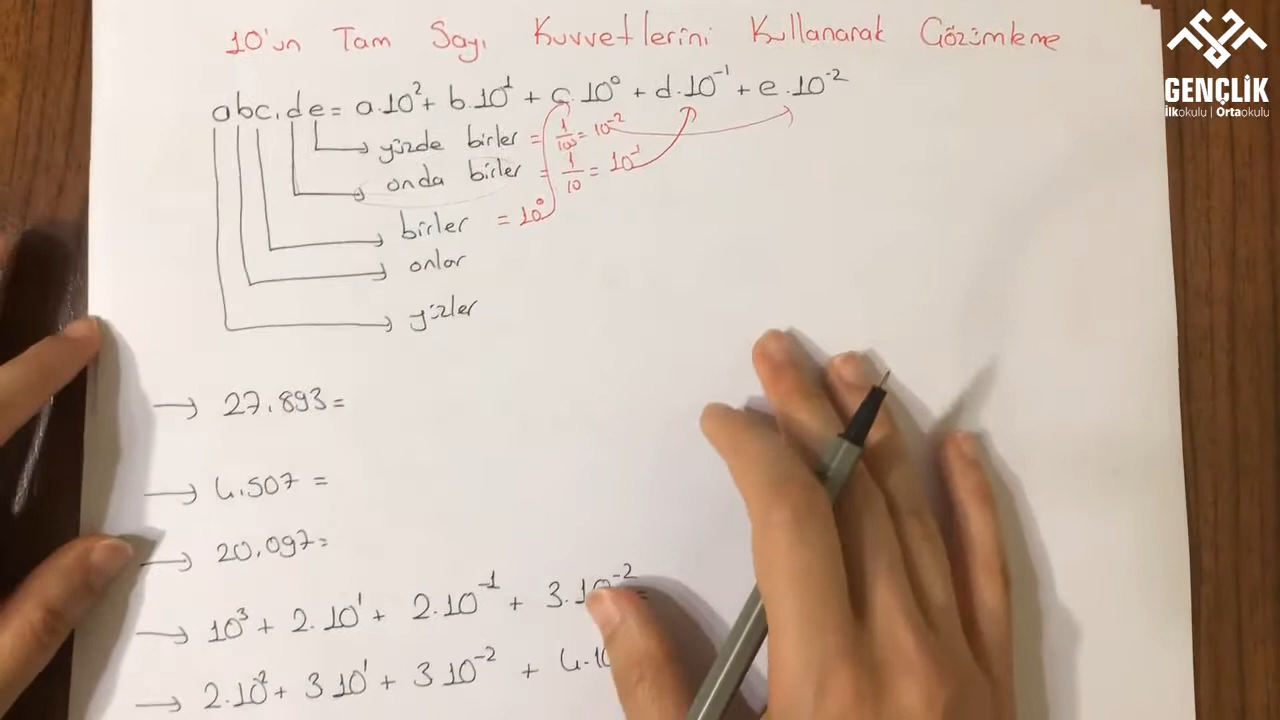 10'un Tam Sayı Kuvvetlerini Kullanarak Çözümleme
GENÇLİK
ilkokulu | Ortaokulu
abc,de = a.10² + b.10¹ + c.10⁰ + d.10⁻¹ + e.10⁻²
yüzde birler = 1/100 = 10⁻²
onda birler = 1/10 = 10⁻¹
birler = 10⁰
onlar
yüzler
→ 27,893 =
→ 4,507 =
→ 20,097 =
→ 10³ + 2.10¹ + 2.10⁻¹ + 3.10⁻² =
→ 2.10² + 3 10¹ + 3 10⁻² + 4.10